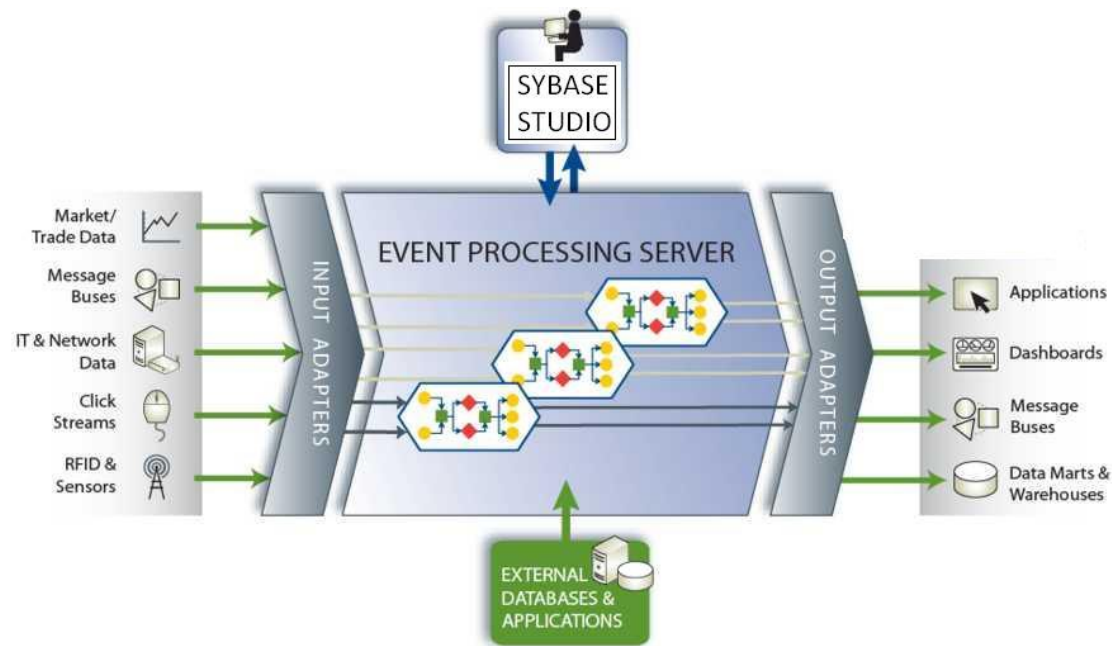 SYBASE
STUDIO
Market/
Trade Data
Message
Buses
IT & Network
Data
Click
Streams
RFID &
Sensors
INPUT ADAPTERS
EVENT PROCESSING SERVER
OUTPUT ADAPTERS
Applications
Dashboards
Message
Buses
Data Marts &
Warehouses
EXTERNAL
DATABASES &
APPLICATIONS